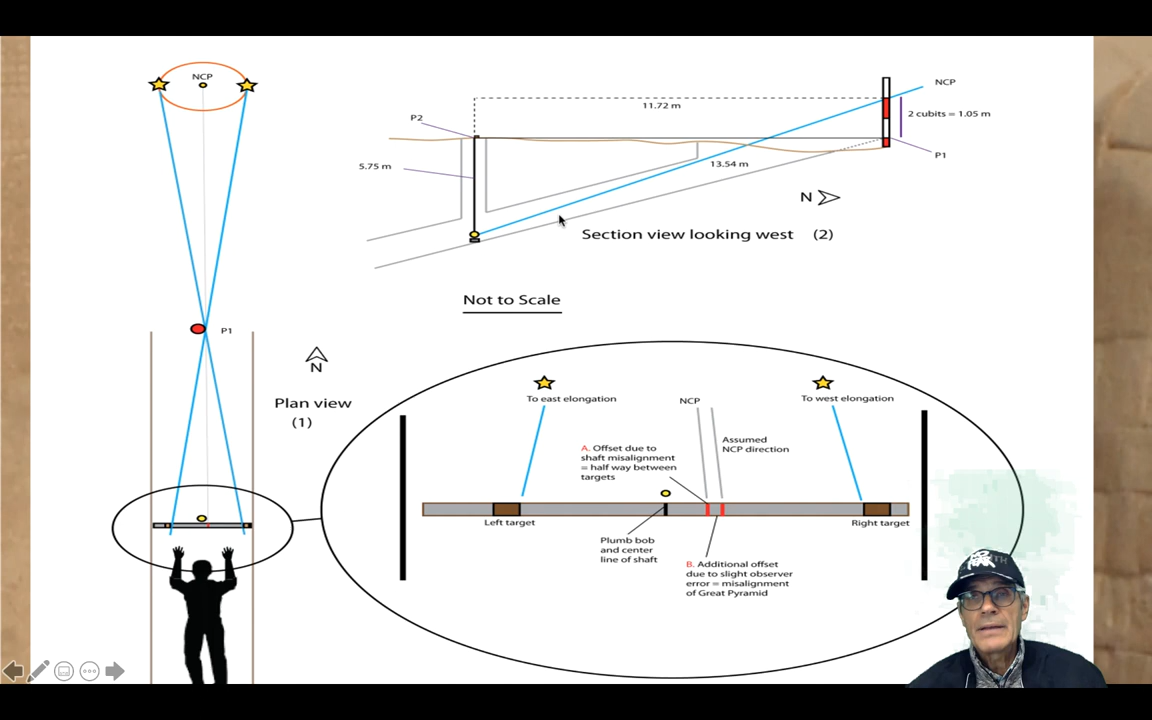 NCP
P1
N
Plan view
(1)
NCP
11.72 m
2 cubits = 1.05 m
P2
P1
5.75 m
13.54 m
N
Section view looking west (2)
Not to Scale
To east elongation
NCP
To west elongation
Assumed
NCP direction
A. Offset due to
shaft misalignment
= half way between
targets
Left target
Right target
Plumb bob
and center
line of shaft
B. Additional offset
due to slight observer
error = misalignment
of Great Pyramid